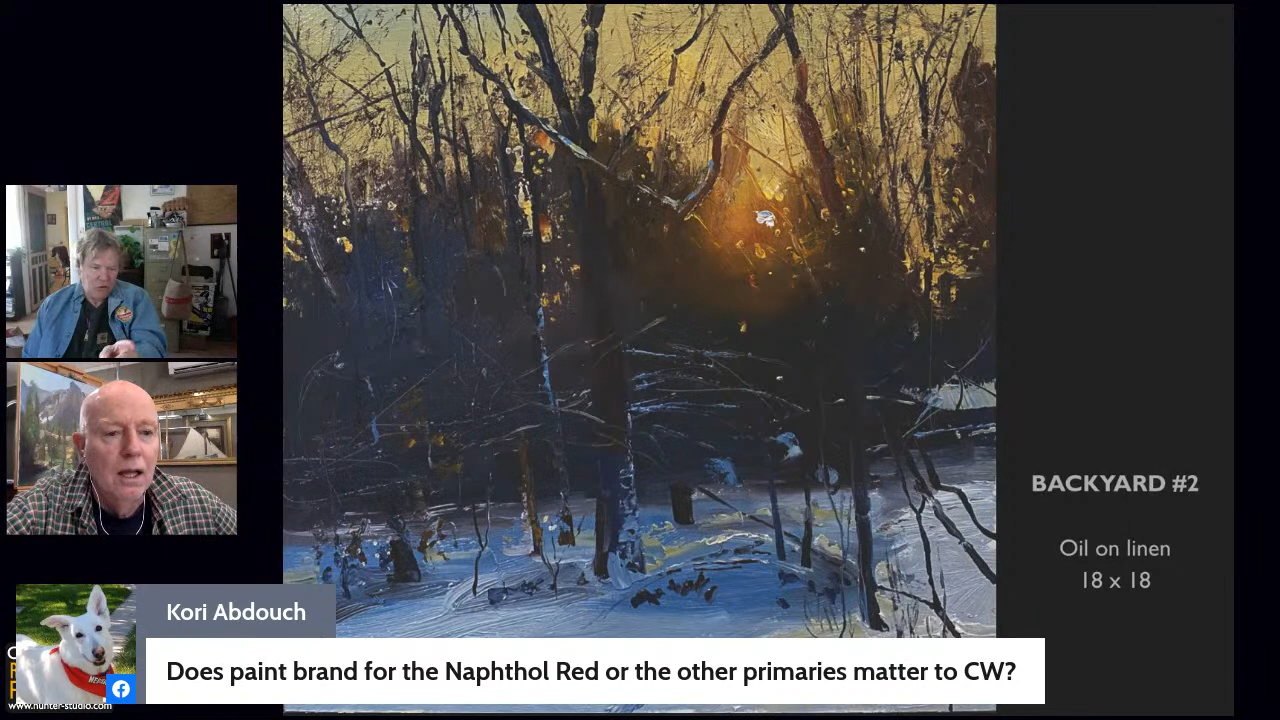 BACKYARD #2
Oil on linen
18 x 18
Kori Abdouch
Does paint brand for the Naphthol Red or the other primaries matter to CW?
www.hunter-studio.com